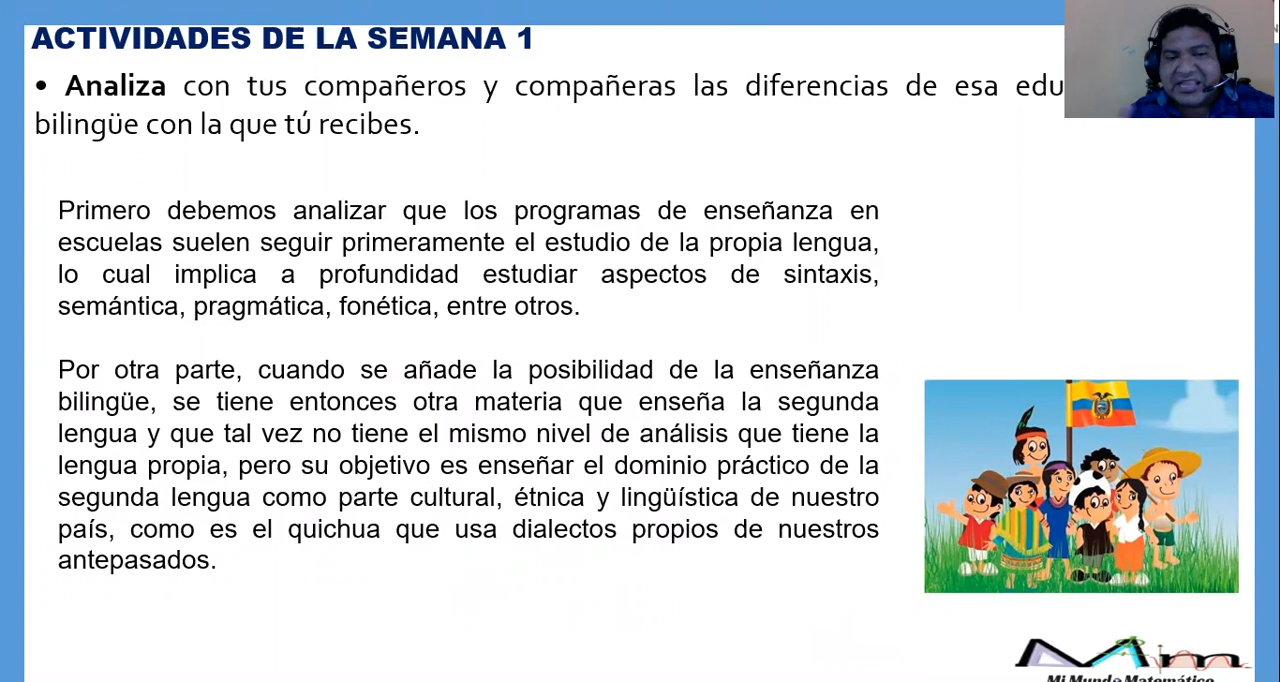 ACTIVIDADES DE LA SEMANA 1
• Analiza con tus compañeros y compañeras las diferencias de esa edu
bilingüe con la que tú recibes.
Primero debemos analizar que los programas de enseñanza en
escuelas suelen seguir primeramente el estudio de la propia lengua,
lo cual implica a profundidad estudiar aspectos de sintaxis,
semántica, pragmática, fonética, entre otros.
Por otra parte, cuando se añade la posibilidad de la enseñanza
bilingüe, se tiene entonces otra materia que enseña la segunda
lengua y que tal vez no tiene el mismo nivel de análisis que tiene la
lengua propia, pero su objetivo es enseñar el dominio práctico de la
segunda lengua como parte cultural, étnica y lingüística de nuestro
país, como es el quichua que usa dialectos propios de nuestros
antepasados.
Mm
Mi Mundo Matemático